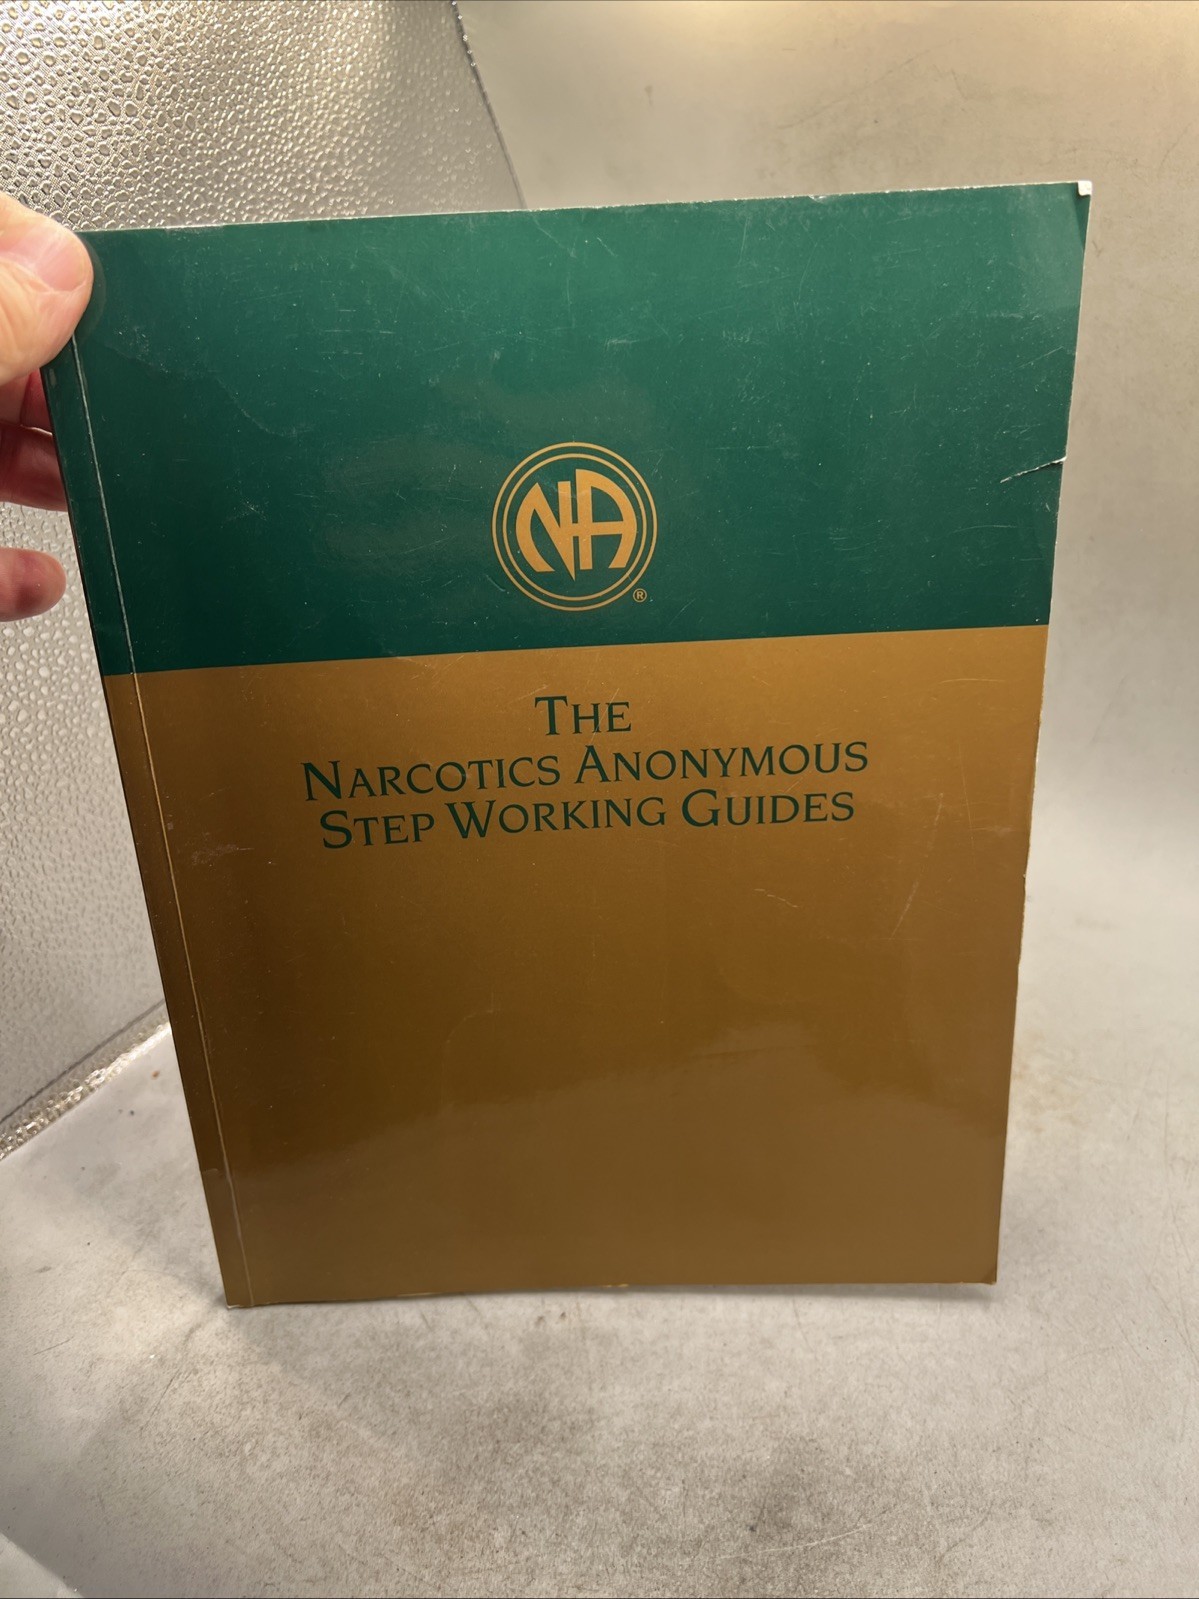 NA
®
THE
NARCOTICS ANONYMOUS
STEP WORKING GUIDES